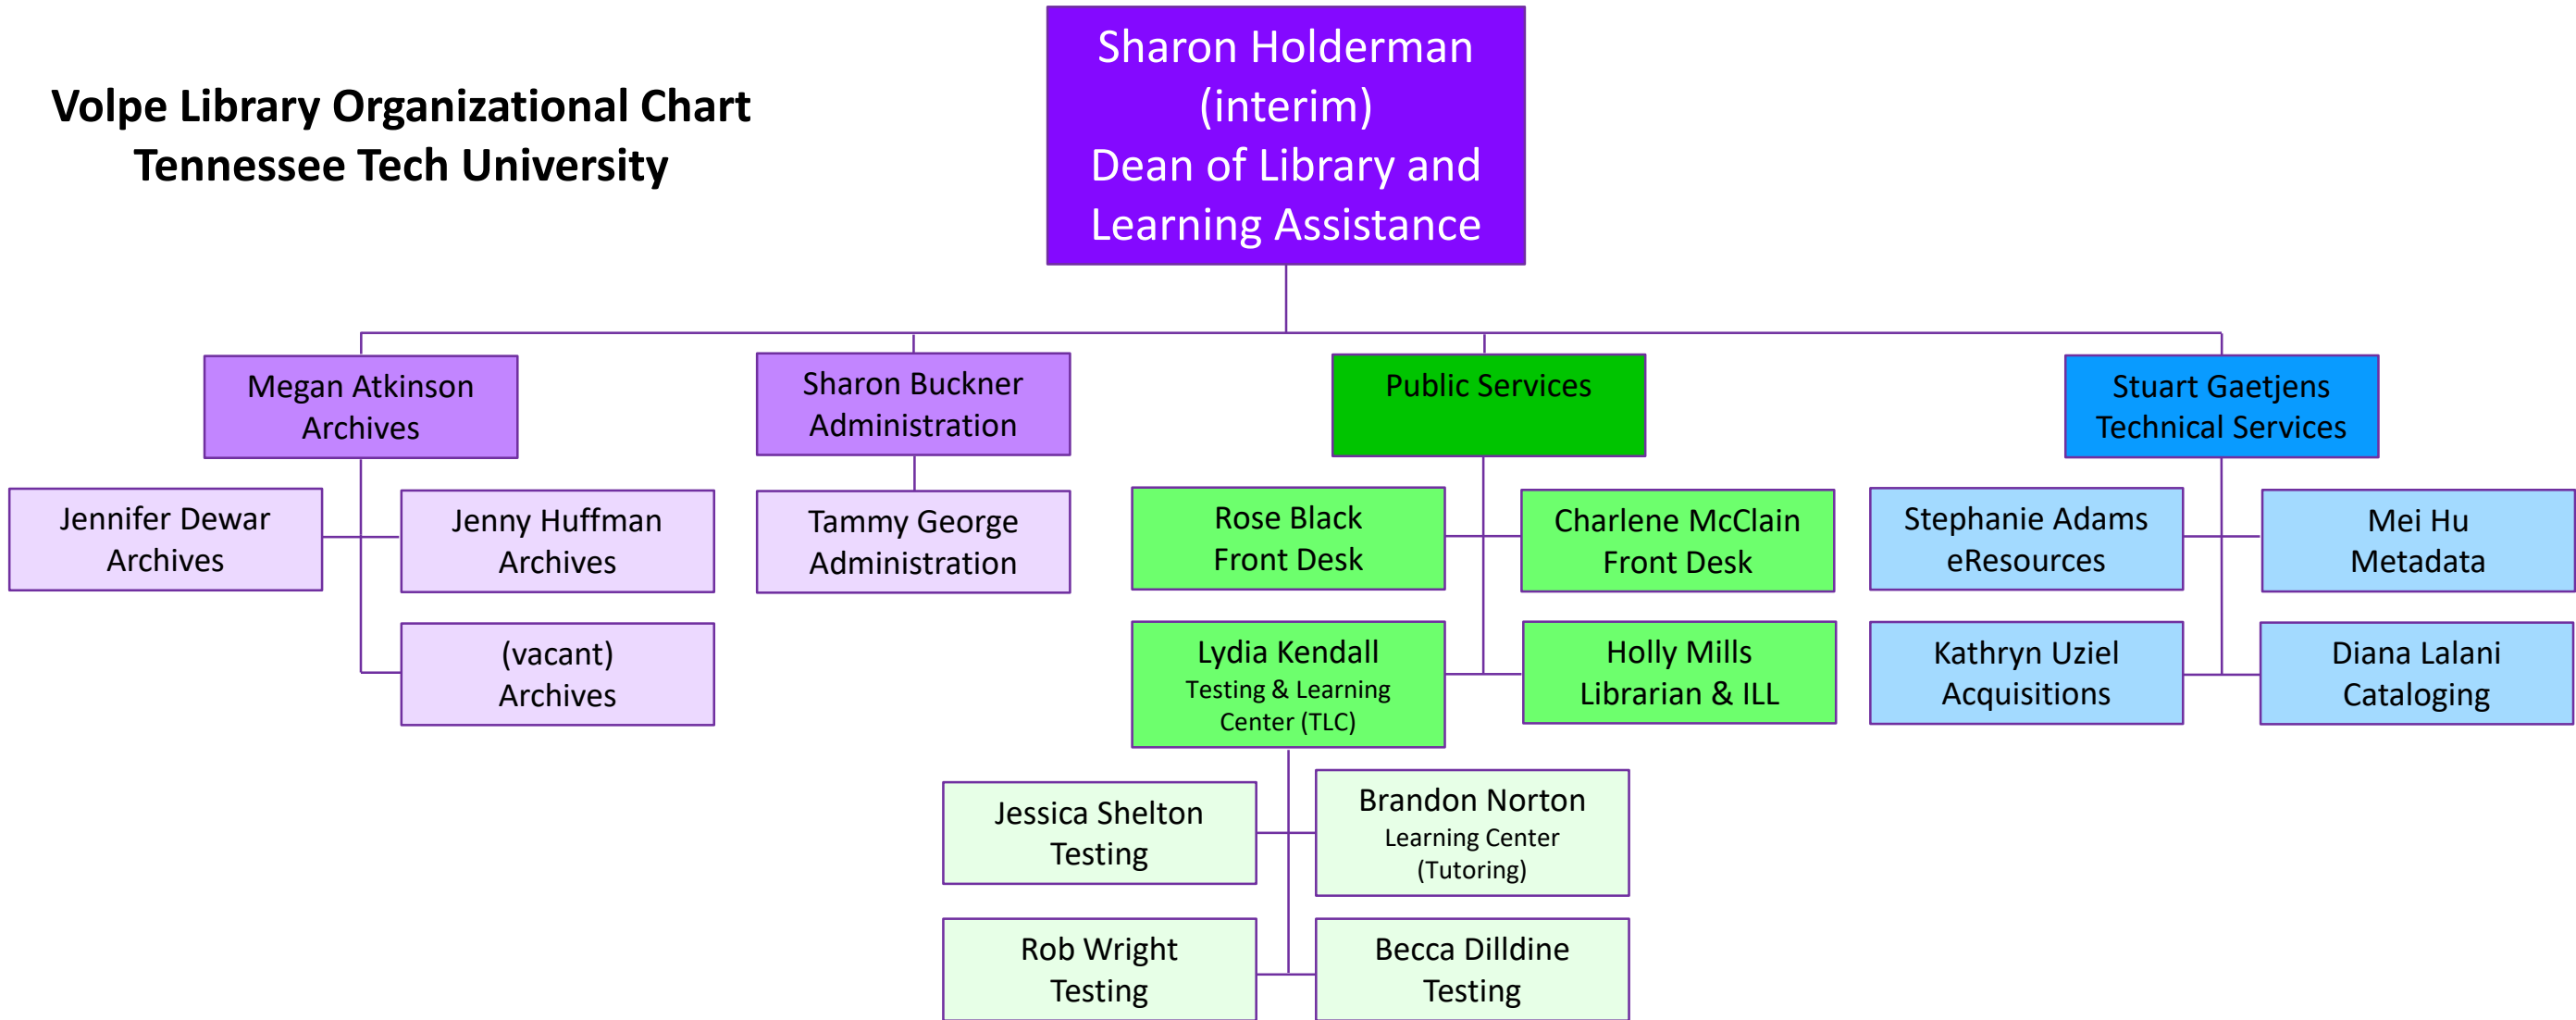 Volpe Library Organizational Chart
Tennessee Tech University
Sharon Holderman
(interim)
Dean of Library and
Learning Assistance
Megan Atkinson
Archives
Sharon Buckner
Administration
Public Services
Stuart Gaetjens
Technical Services
Jennifer Dewar
Archives
Jenny Huffman
Archives
(vacant)
Archives
Tammy George
Administration
Rose Black
Front Desk
Charlene McClain
Front Desk
Lydia Kendall
Testing & Learning
Center (TLC)
Holly Mills
Librarian & ILL
Jessica Shelton
Testing
Brandon Norton
Learning Center
(Tutoring)
Rob Wright
Testing
Becca Dilldine
Testing
Stephanie Adams
eResources
Mei Hu
Metadata
Kathryn Uziel
Acquisitions
Diana Lalani
Cataloging